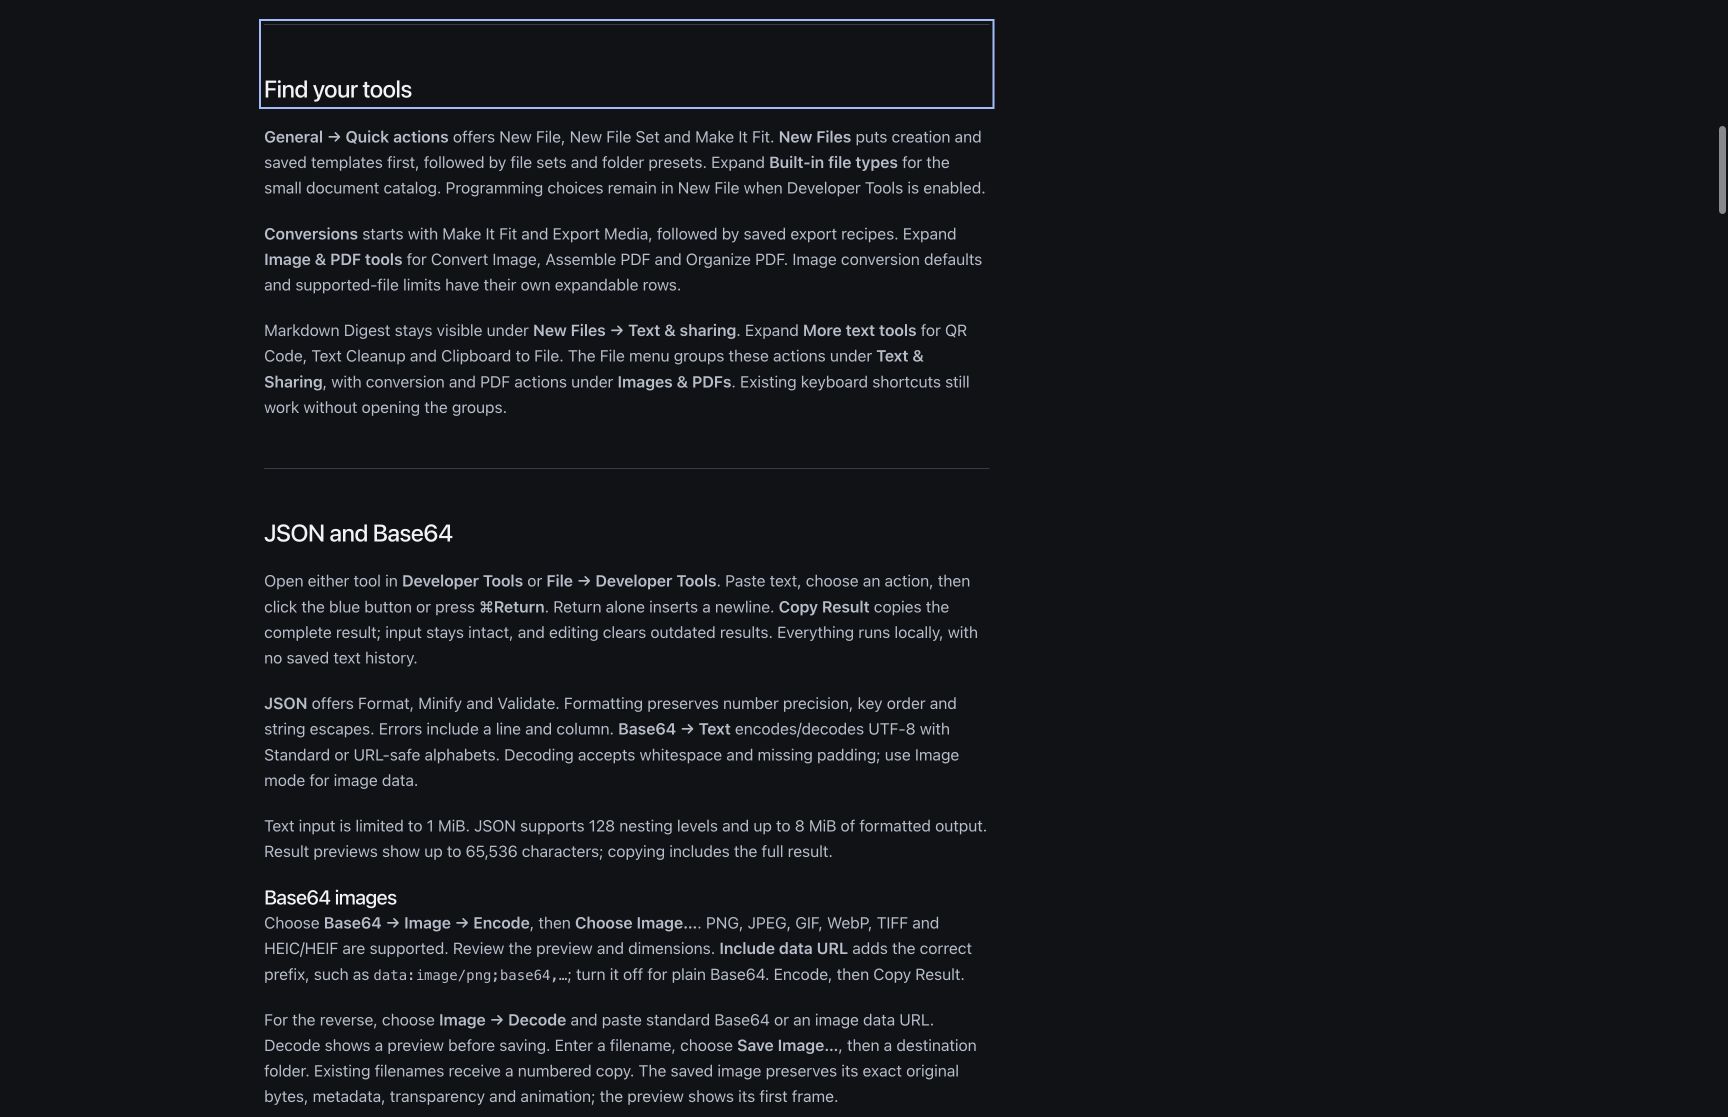 Find your tools
General → Quick actions offers New File, New File Set and Make It Fit. New Files puts creation and
saved templates first, followed by file sets and folder presets. Expand Built-in file types for the
small document catalog. Programming choices remain in New File when Developer Tools is enabled.
Conversions starts with Make It Fit and Export Media, followed by saved export recipes. Expand
Image & PDF tools for Convert Image, Assemble PDF and Organize PDF. Image conversion defaults
and supported-file limits have their own expandable rows.
Markdown Digest stays visible under New Files → Text & sharing. Expand More text tools for QR
Code, Text Cleanup and Clipboard to File. The File menu groups these actions under Text &
Sharing, with conversion and PDF actions under Images & PDFs. Existing keyboard shortcuts still
work without opening the groups.
JSON and Base64
Open either tool in Developer Tools or File → Developer Tools. Paste text, choose an action, then
click the blue button or press ⌘Return. Return alone inserts a newline. Copy Result copies the
complete result; input stays intact, and editing clears outdated results. Everything runs locally, with
no saved text history.
JSON offers Format, Minify and Validate. Formatting preserves number precision, key order and
string escapes. Errors include a line and column. Base64 → Text encodes/decodes UTF-8 with
Standard or URL-safe alphabets. Decoding accepts whitespace and missing padding; use Image
mode for image data.
Text input is limited to 1 MiB. JSON supports 128 nesting levels and up to 8 MiB of formatted output.
Result previews show up to 65,536 characters; copying includes the full result.
Base64 images
Choose Base64 → Image → Encode, then Choose Image…. PNG, JPEG, GIF, WebP, TIFF and
HEIC/HEIF are supported. Review the preview and dimensions. Include data URL adds the correct
prefix, such as data:image/png;base64,…; turn it off for plain Base64. Encode, then Copy Result.
For the reverse, choose Image → Decode and paste standard Base64 or an image data URL.
Decode shows a preview before saving. Enter a filename, choose Save Image…, then a destination
folder. Existing filenames receive a numbered copy. The saved image preserves its exact original
bytes, metadata, transparency and animation; the preview shows its first frame.